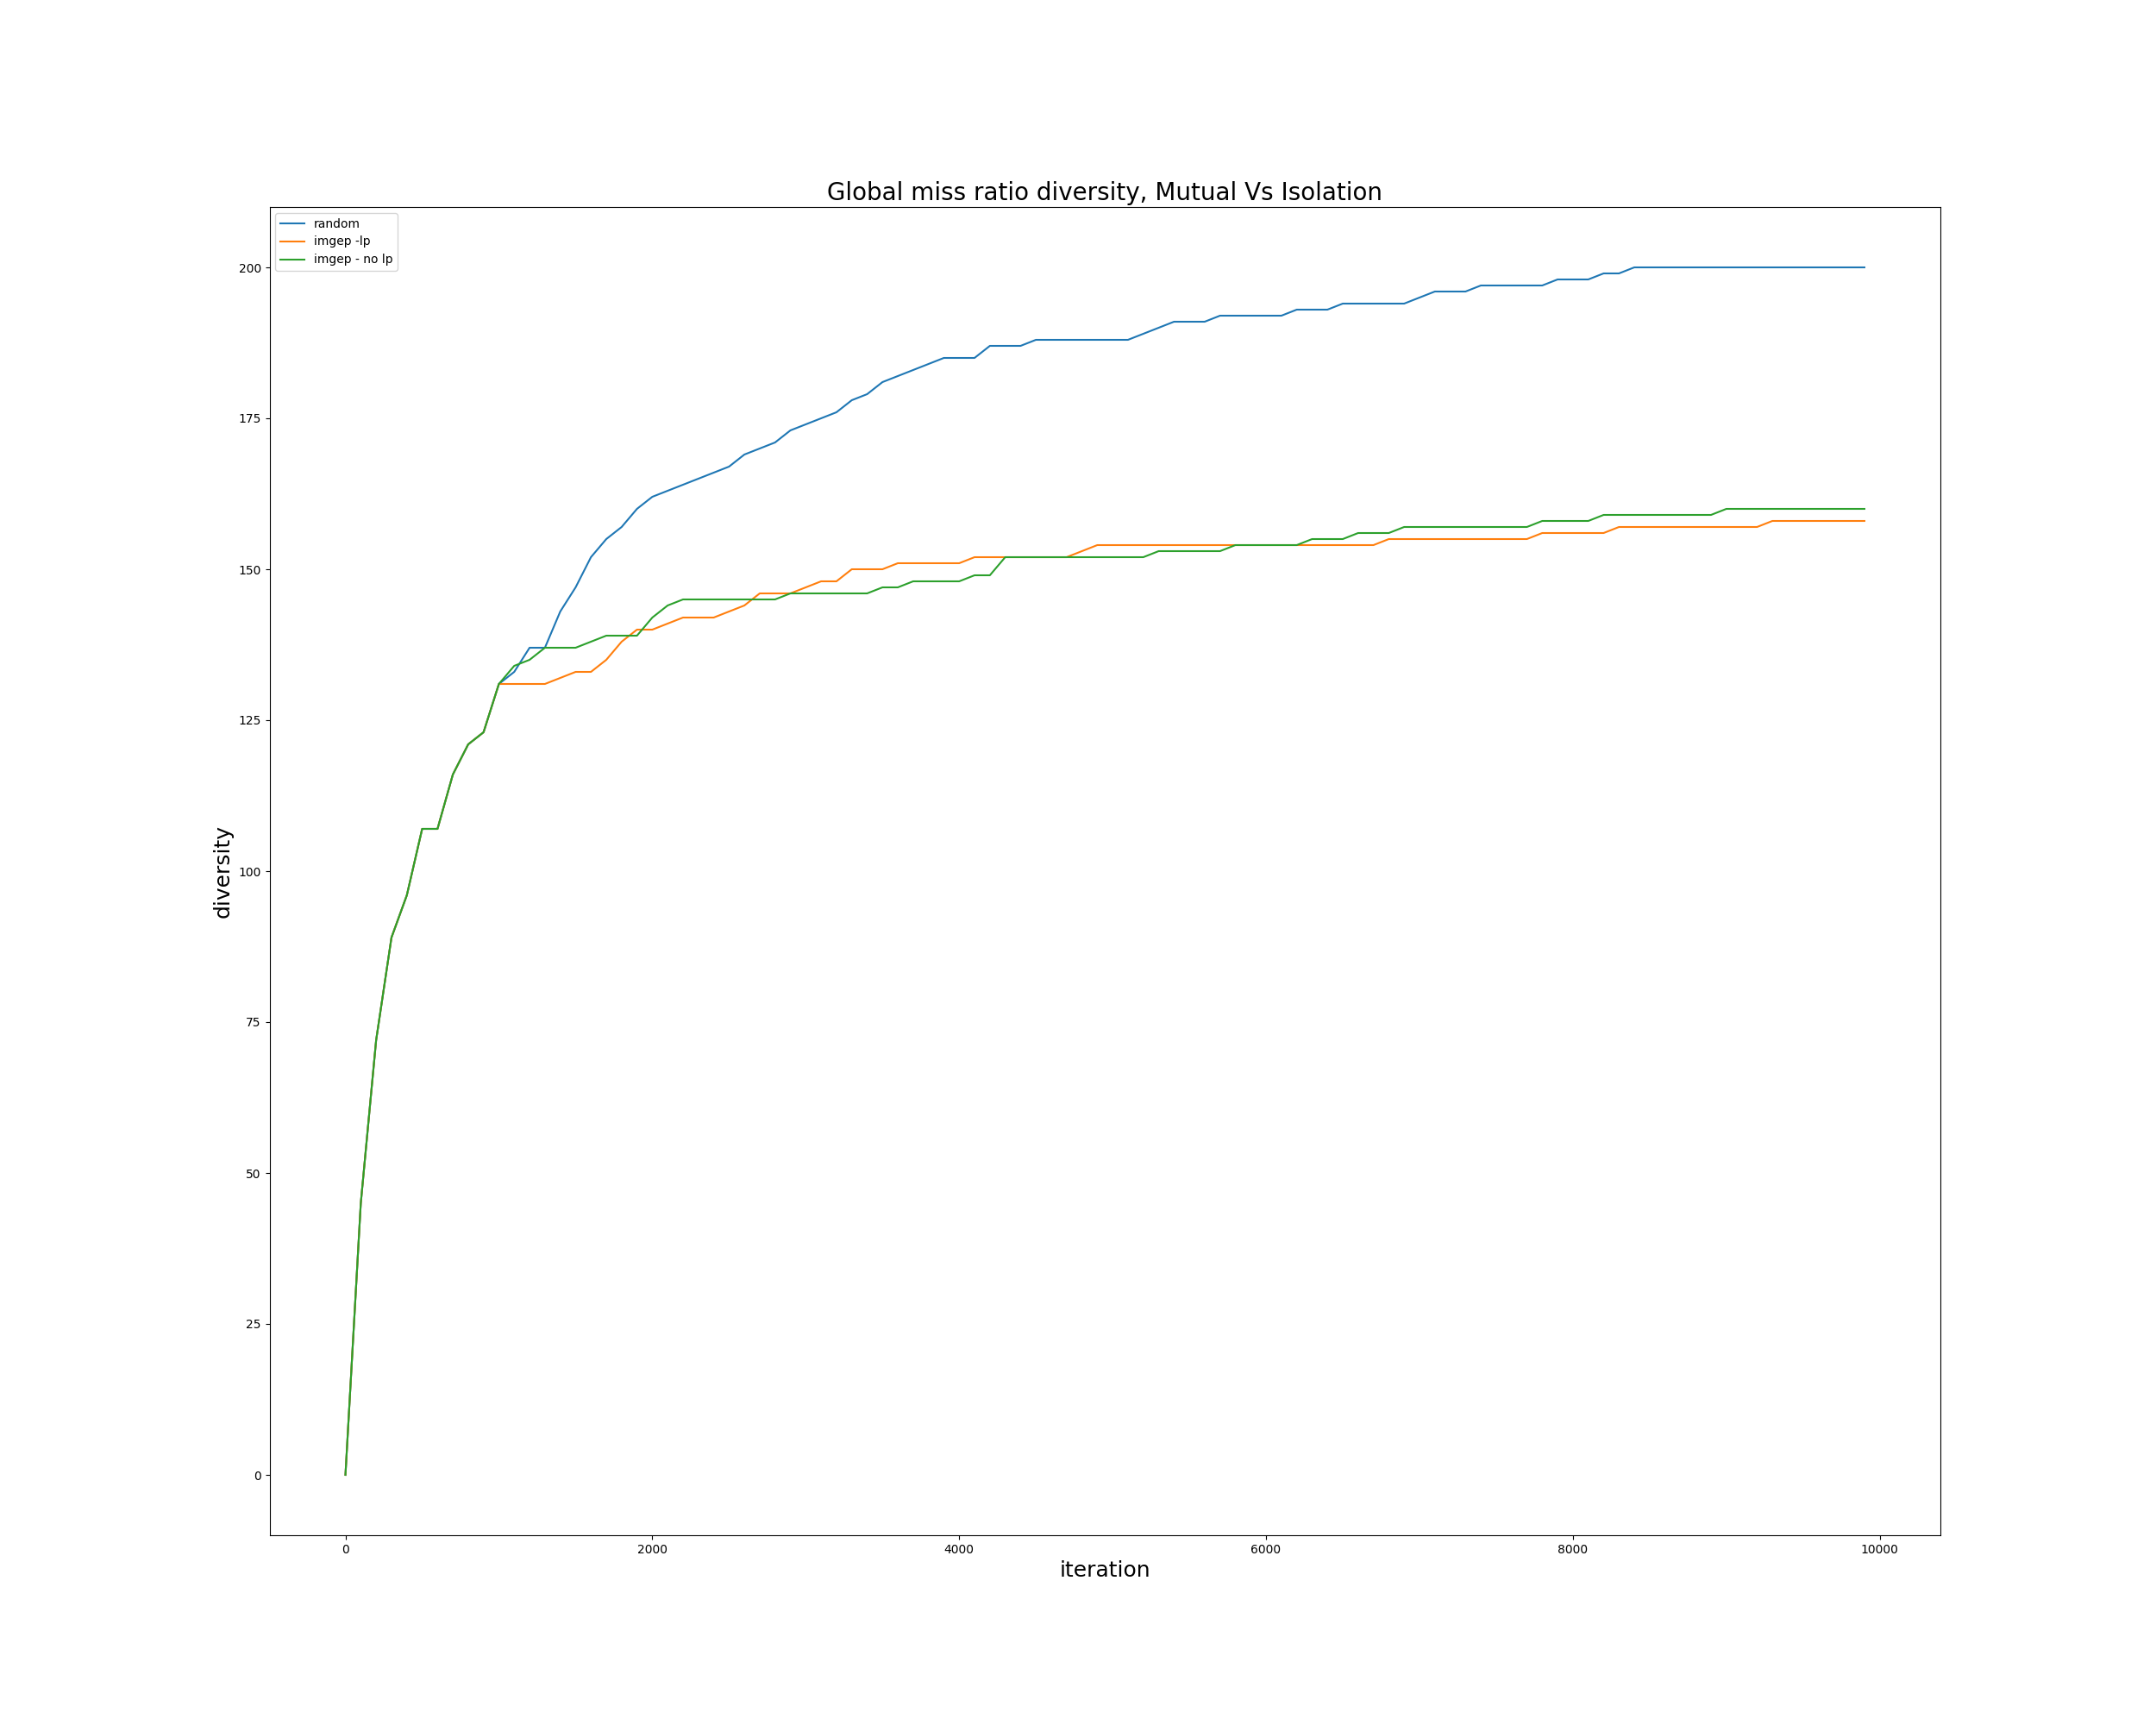 Global miss ratio diversity, Mutual Vs Isolation
random
imgep -lp
imgep - no lp
200
175
150
125
100
75
50
25
0
diversity
0 2000 4000 6000 8000 10000
iteration